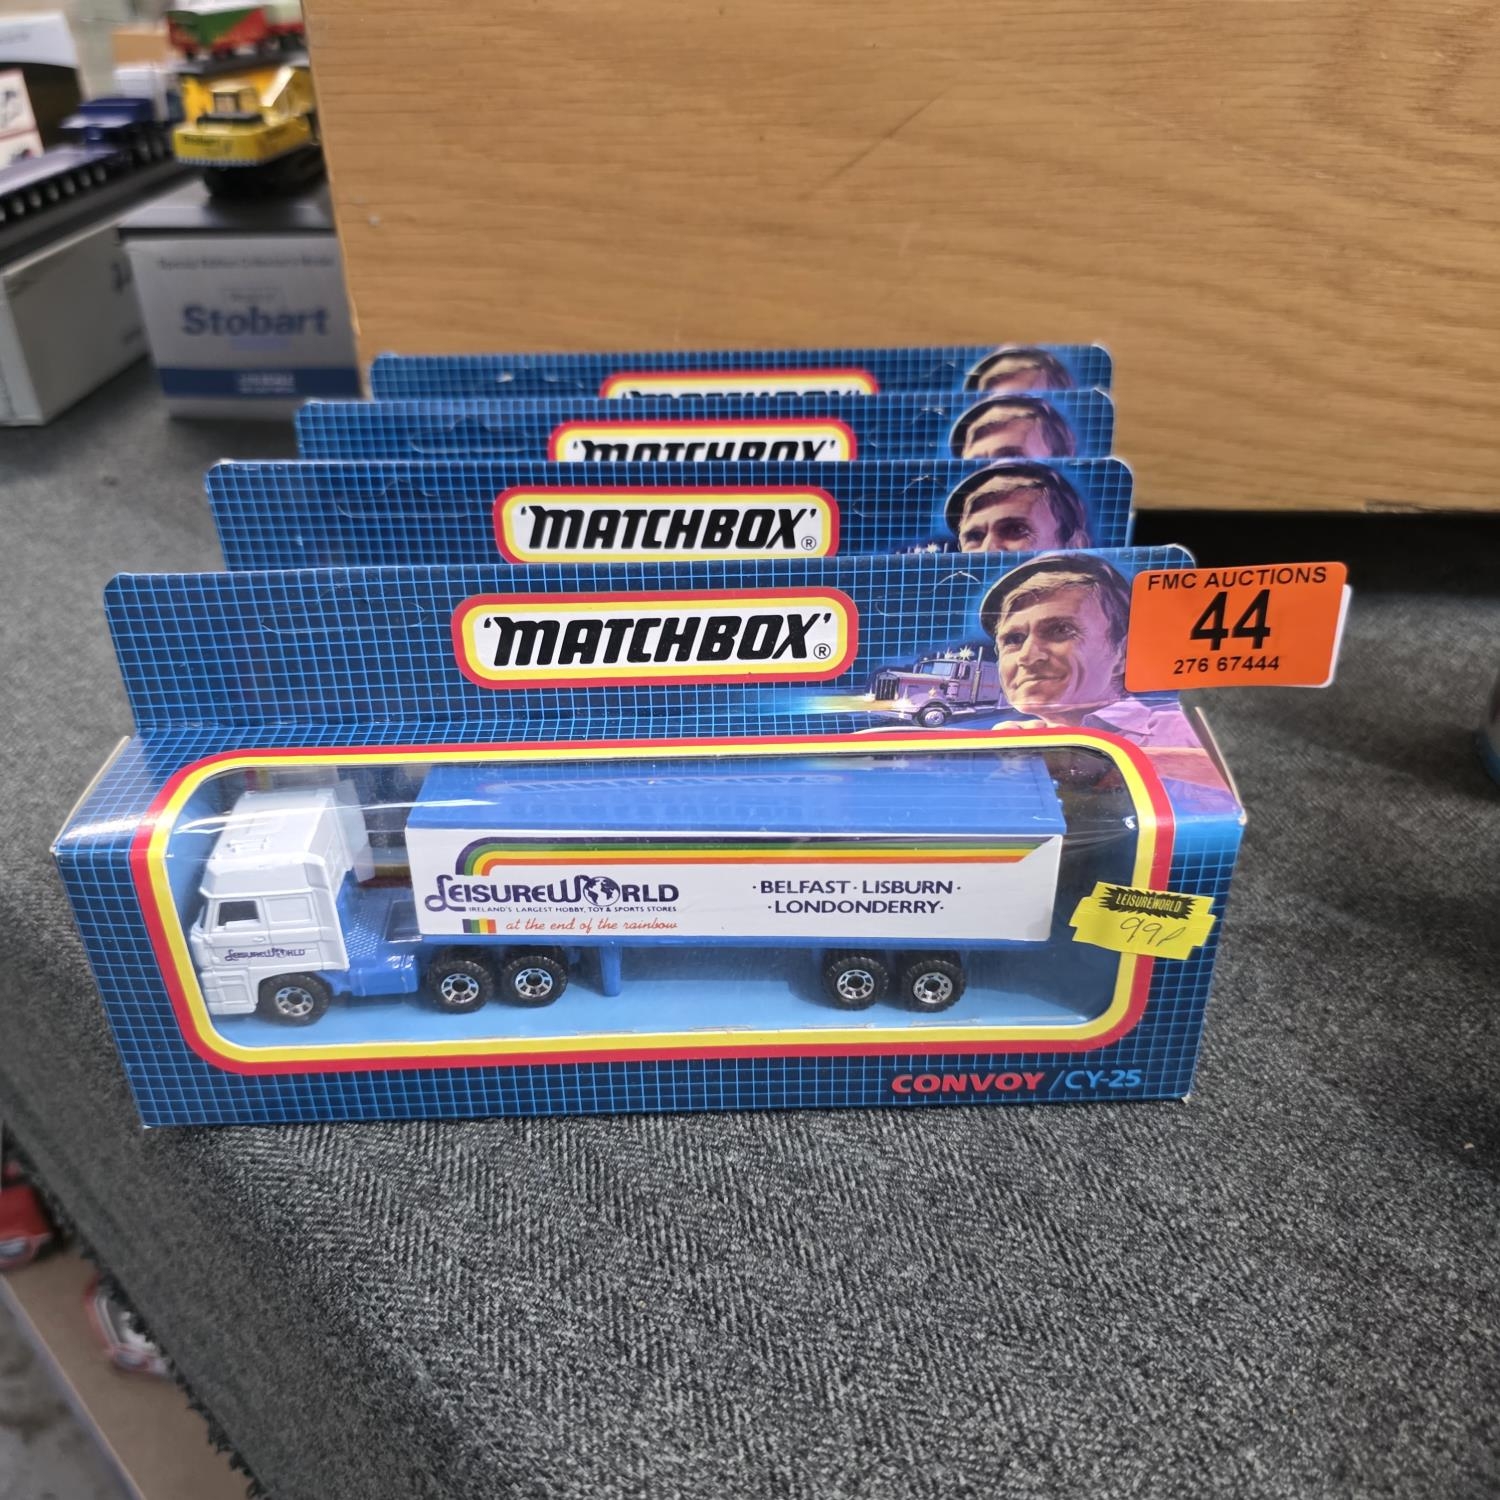 Stobart
'MATCHBOX'
'MATCHBOX'
'MATCHBOX'®
'MATCHBOX'®
FMC AUCTIONS
44
276 67444
LEISUREWORLD
IRELAND'S LARGEST HOBBY, TOY & SPORTS STORES
at the end of the rainbow
·BELFAST·LISBURN·
·LONDONDERRY·
LEISUREWORLD
LEISUREWORLD
99p
CONVOY /CY-25